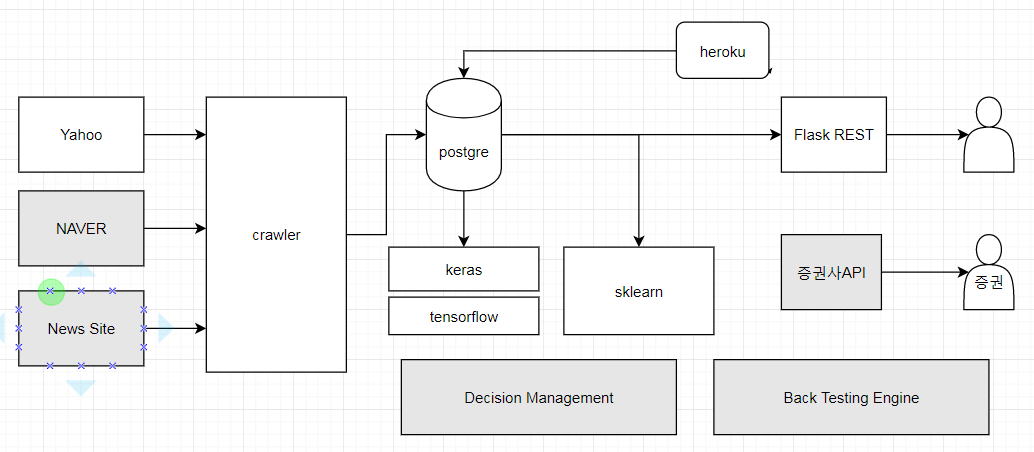 heroku
Yahoo
postgre
Flask REST
NAVER
crawler
keras
sklearn
증권사API
증권
News Site
tensorflow
Decision Management
Back Testing Engine